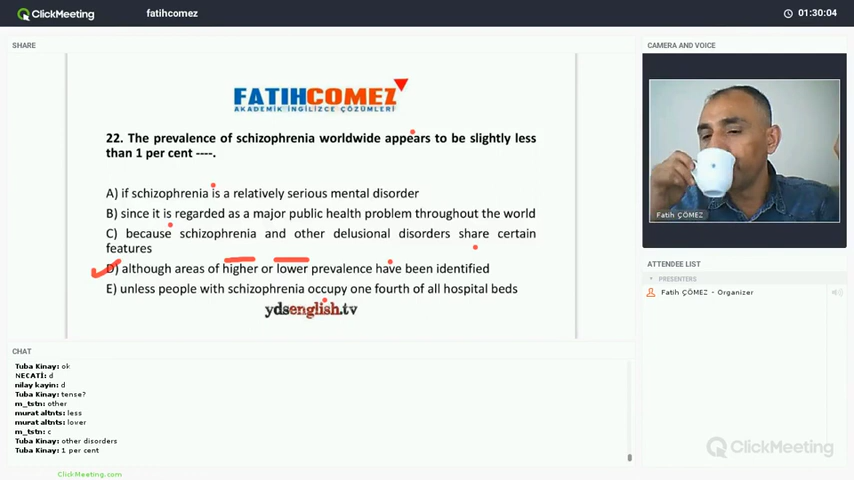 ClickMeeting
fatihcomez
01:30:04
SHARE
CAMERA AND VOICE
FATIHCOMEZ
AKADEMİK İNGİLİZCE ÇÖZÜMLERİ
22. The prevalence of schizophrenia worldwide appears to be slightly less
than 1 per cent ----.
A) if schizophrenia is a relatively serious mental disorder
B) since it is regarded as a major public health problem throughout the world
C) because schizophrenia and other delusional disorders share certain
features
D) although areas of higher or lower prevalence have been identified
E) unless people with schizophrenia occupy one fourth of all hospital beds
ydsenglish.tv
Fatih ÇÖMEZ
ATTENDEE LIST
PRESENTERS
Fatih ÇÖMEZ - Organizer
CHAT
Tuba Kinay: ok
NECATİ: d
nilay kayin: d
Tuba Kinay: tense?
m_tstn: other
murat altnts: less
murat altnts: lover
m_tstn: c
Tuba Kinay: other disorders
Tuba Kinay: 1 per cent
ClickMeeting
ClickMeeting.com